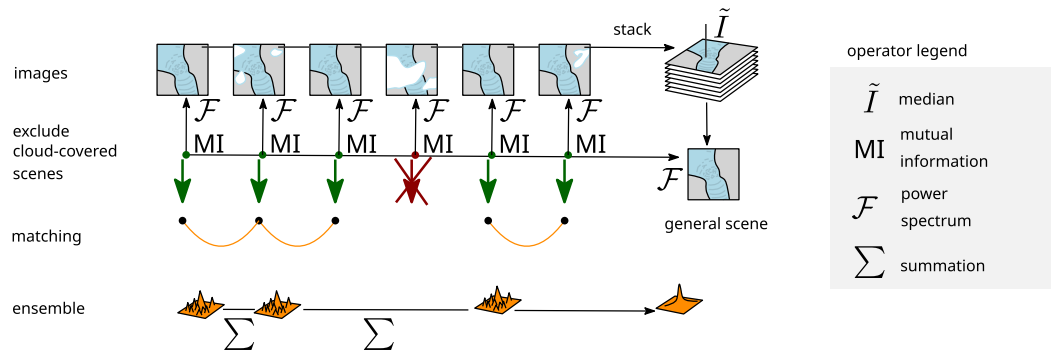 stack
Ĩ
images
ℱ ℱ ℱ ℱ ℱ ℱ
exclude
cloud-covered
scenes
MI MI MI MI MI
ℱ
general scene
matching
ensemble
∑ ∑
operator legend
Ĩ median
MI mutual
information
ℱ power
spectrum
∑ summation